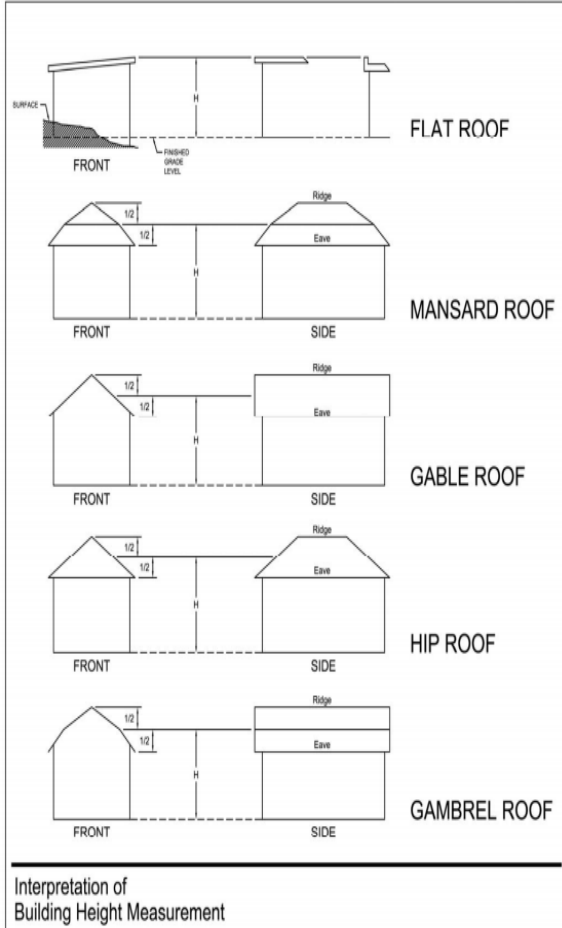 SURFACE
H
FINISHED
GRADE
LEVEL
FRONT
FLAT ROOF
Ridge
1/2
1/2
Eave
H
FRONT
SIDE
MANSARD ROOF
Ridge
1/2
1/2
Eave
H
FRONT
SIDE
GABLE ROOF
Ridge
1/2
1/2
Eave
H
FRONT
SIDE
HIP ROOF
Ridge
1/2
1/2
Eave
H
FRONT
SIDE
GAMBREL ROOF
Interpretation of
Building Height Measurement